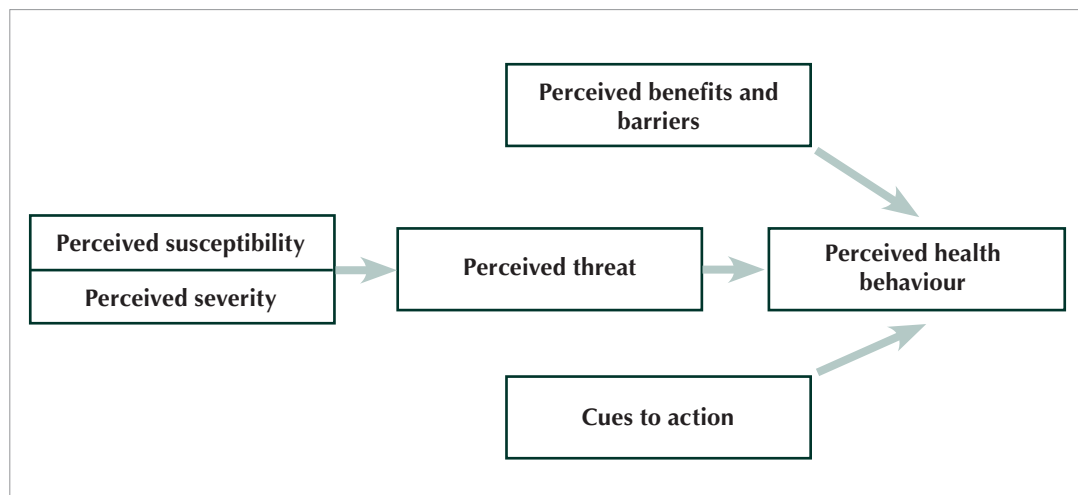 Perceived benefits and
barriers
Perceived susceptibility
Perceived severity
Perceived threat
Perceived health
behaviour
Cues to action